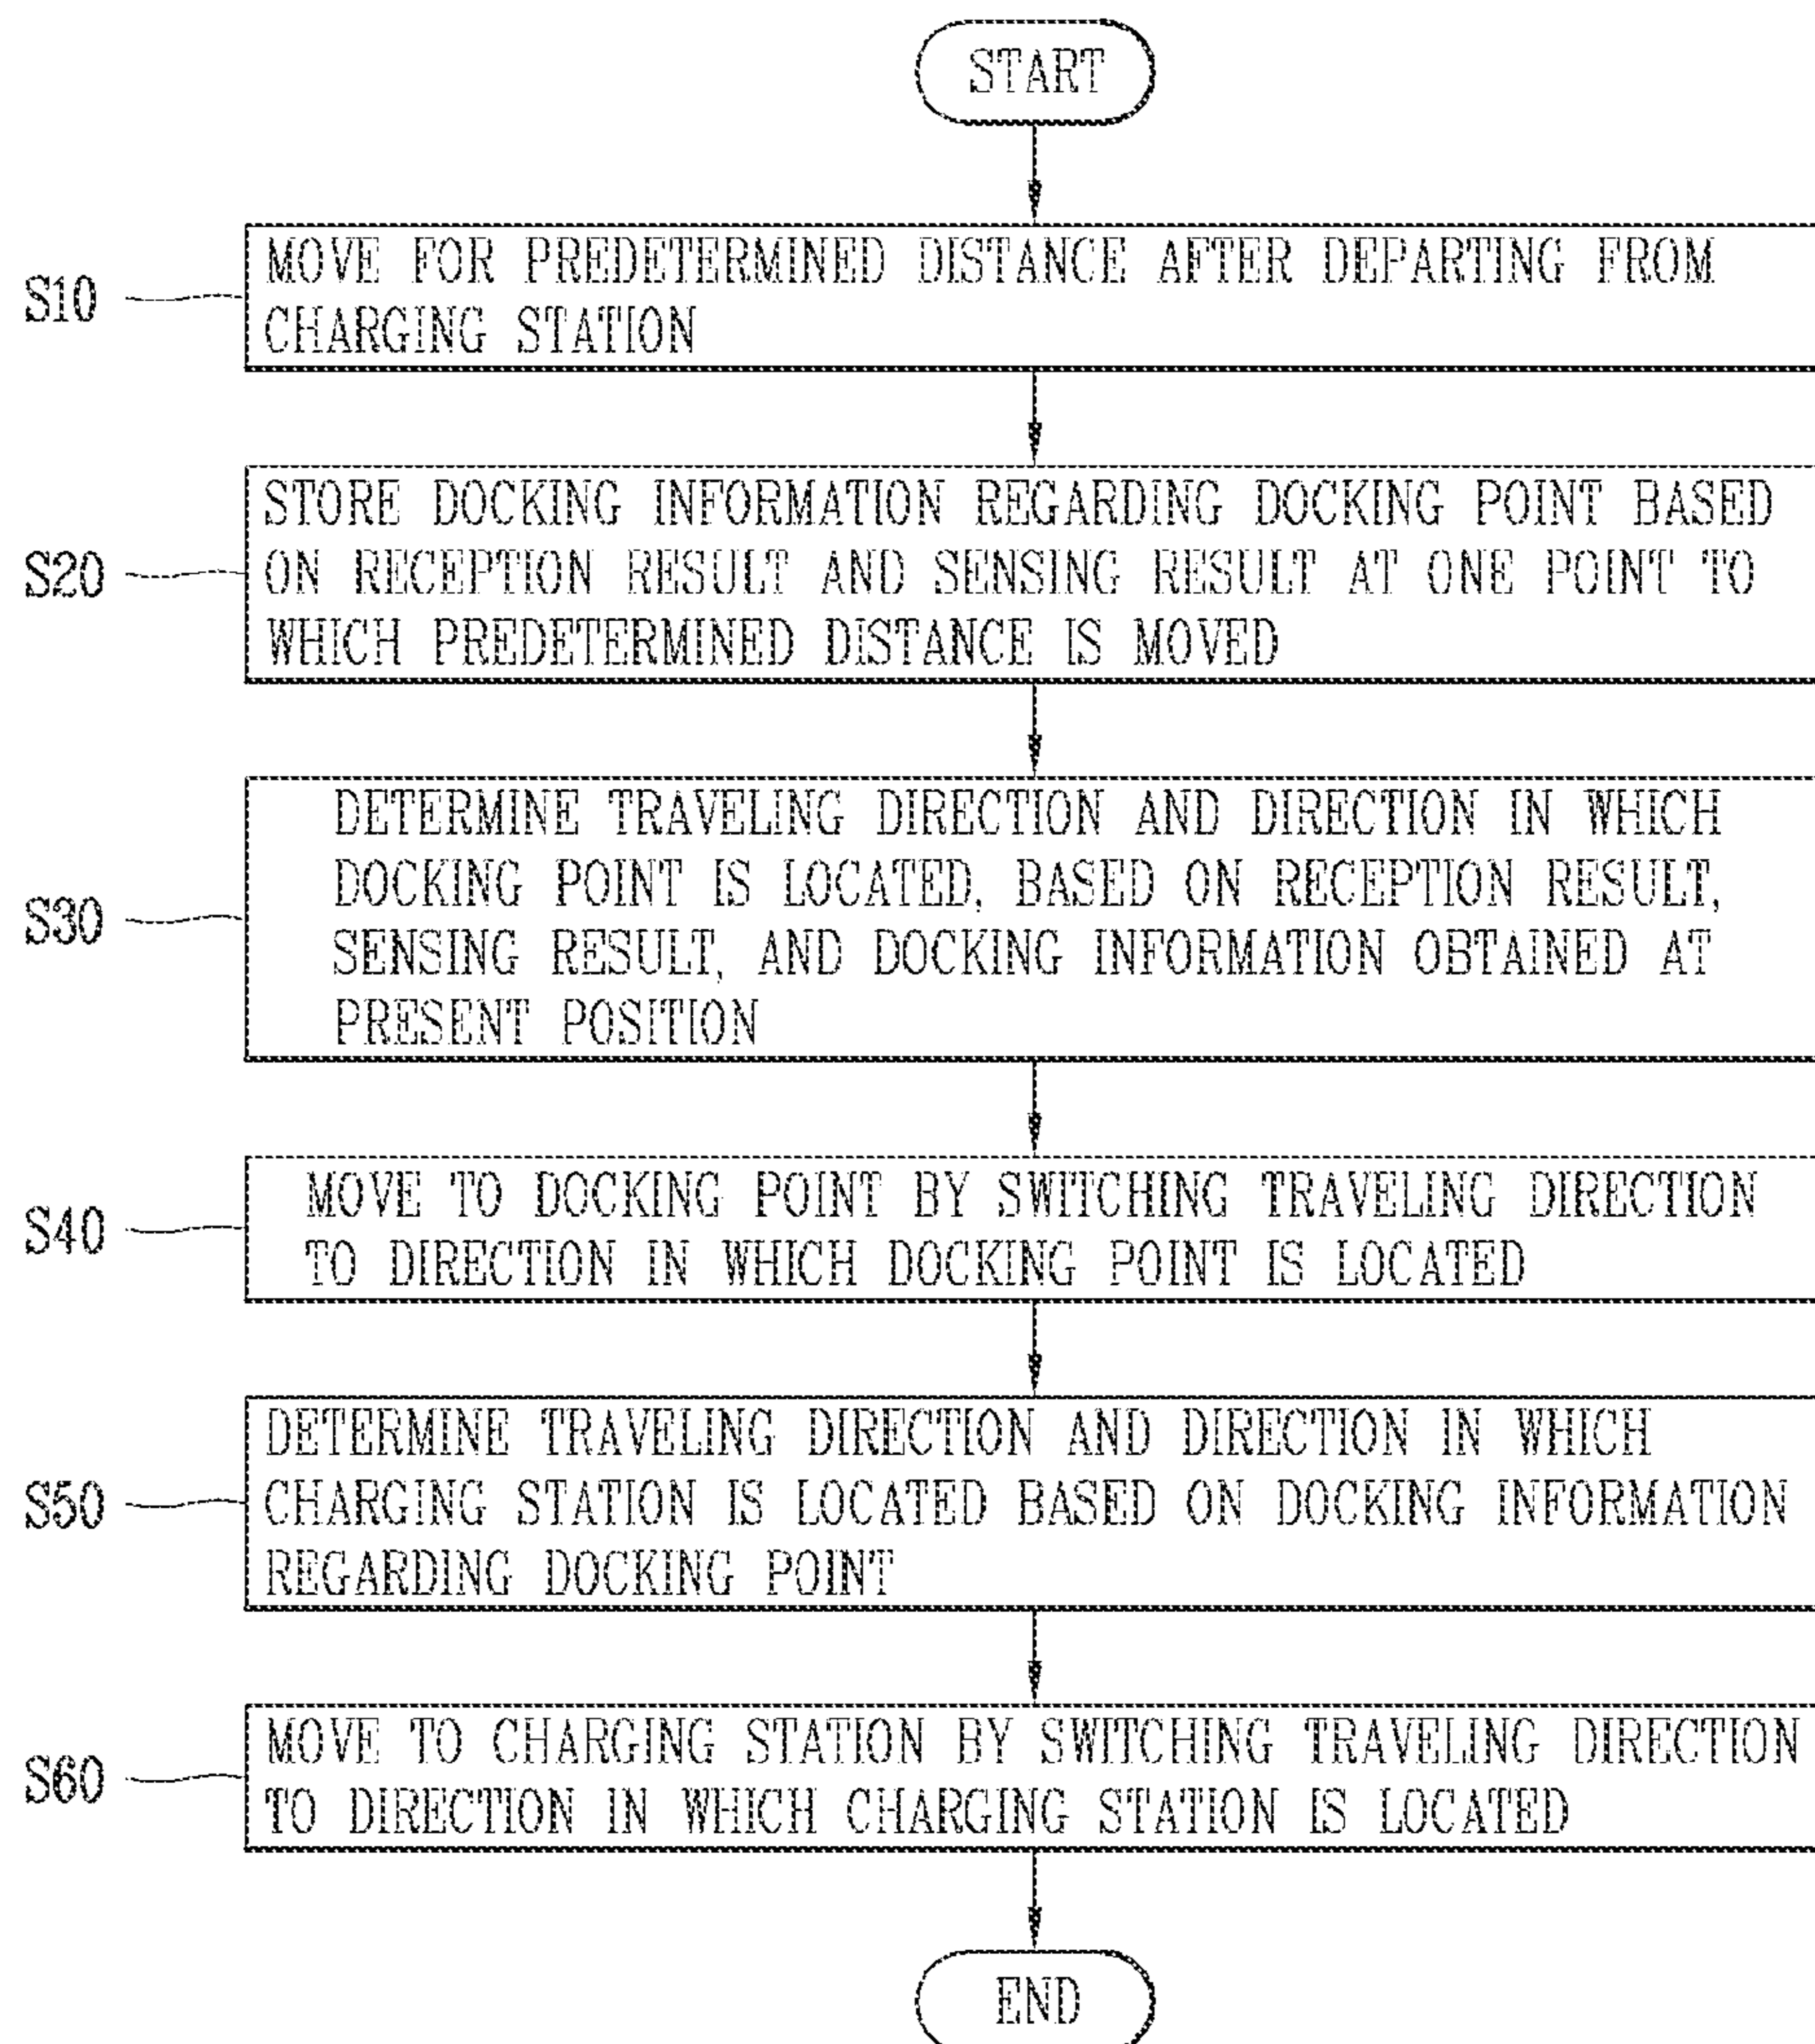 START
S10
MOVE FOR PREDETERMINED DISTANCE AFTER DEPARTING FROM
CHARGING STATION
S20
STORE DOCKING INFORMATION REGARDING DOCKING POINT BASED
ON RECEPTION RESULT AND SENSING RESULT AT ONE POINT TO
WHICH PREDETERMINED DISTANCE IS MOVED
S30
DETERMINE TRAVELING DIRECTION AND DIRECTION IN WHICH
DOCKING POINT IS LOCATED, BASED ON RECEPTION RESULT,
SENSING RESULT, AND DOCKING INFORMATION OBTAINED AT
PRESENT POSITION
S40
MOVE TO DOCKING POINT BY SWITCHING TRAVELING DIRECTION
TO DIRECTION IN WHICH DOCKING POINT IS LOCATED
S50
DETERMINE TRAVELING DIRECTION AND DIRECTION IN WHICH
CHARGING STATION IS LOCATED BASED ON DOCKING INFORMATION
REGARDING DOCKING POINT
S60
MOVE TO CHARGING STATION BY SWITCHING TRAVELING DIRECTION
TO DIRECTION IN WHICH CHARGING STATION IS LOCATED
END